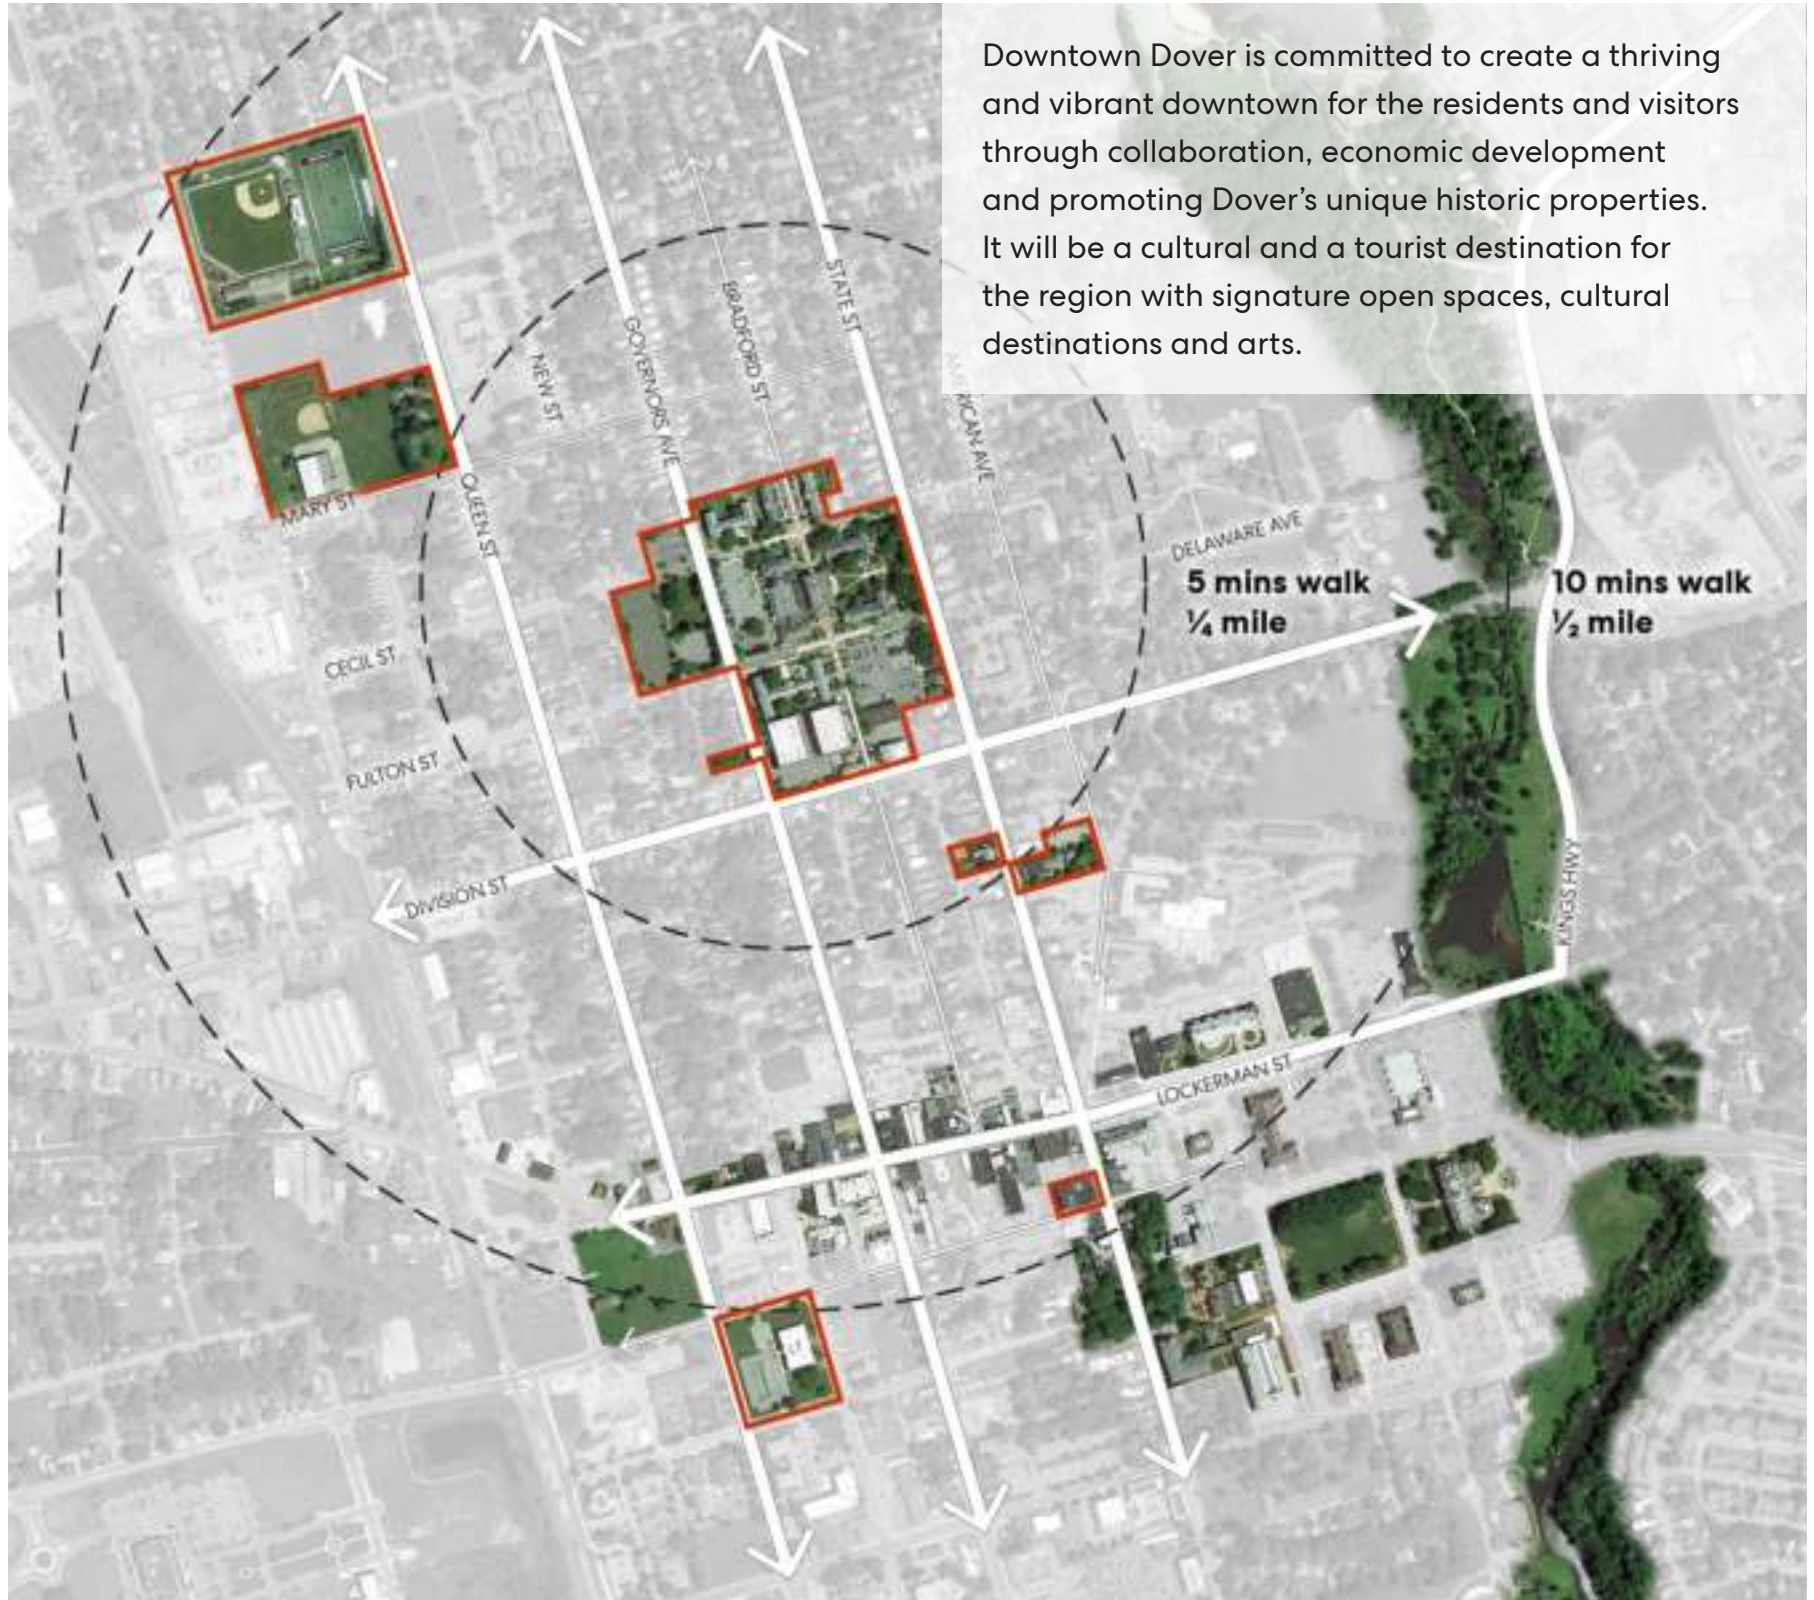 Downtown Dover is committed to create a thriving
and vibrant downtown for the residents and visitors
through collaboration, economic development
and promoting Dover's unique historic properties.
It will be a cultural and a tourist destination for
the region with signature open spaces, cultural
destinations and arts.
STATE ST
BRADFORD ST
GOVERNORS AVE
NEW ST
QUEEN ST
MARY ST
DELAWARE AVE
5 mins walk
¼ mile
10 mins walk
½ mile
CECIL ST
FULTON ST
DIVISION ST
KINGS HWY
LOCKERMAN ST